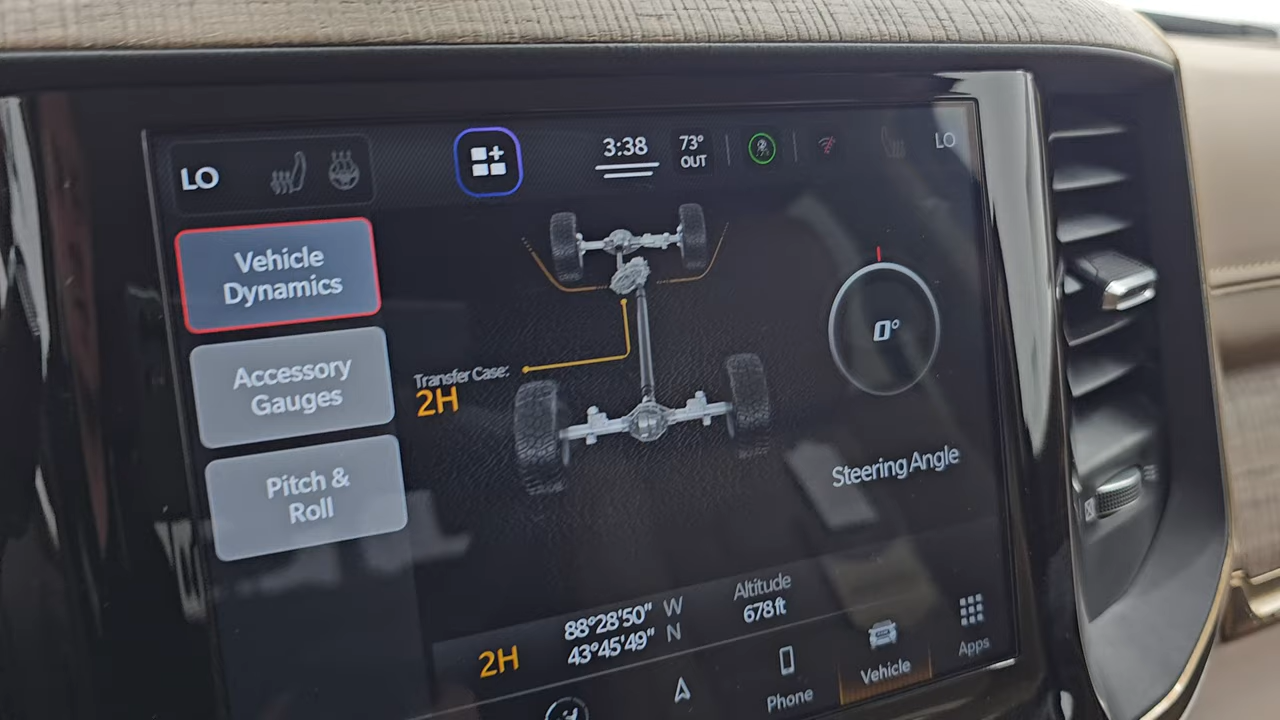 LO
3:38
73°
OUT
LO
Vehicle
Dynamics
Accessory
Gauges
Pitch &
Roll
Transfer Case:
2H
0°
Steering Angle
2H
88°28'50" W
43°45'49" N
Altitude
678 ft
Phone
Vehicle
Apps